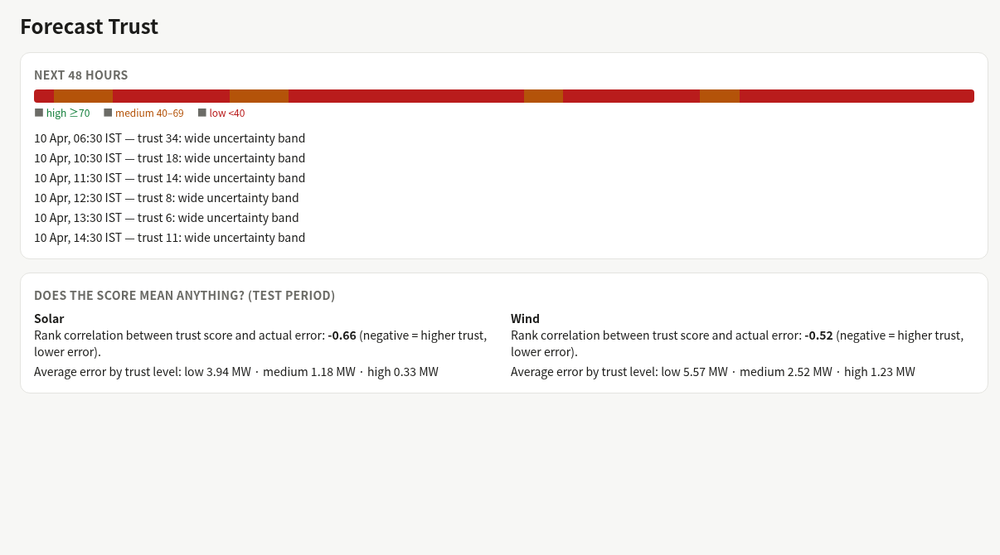 Forecast Trust
NEXT 48 HOURS
■ high ≥70 ■ medium 40–69 ■ low <40
10 Apr, 06:30 IST — trust 34: wide uncertainty band
10 Apr, 10:30 IST — trust 18: wide uncertainty band
10 Apr, 11:30 IST — trust 14: wide uncertainty band
10 Apr, 12:30 IST — trust 8: wide uncertainty band
10 Apr, 13:30 IST — trust 6: wide uncertainty band
10 Apr, 14:30 IST — trust 11: wide uncertainty band
DOES THE SCORE MEAN ANYTHING? (TEST PERIOD)
Solar
Rank correlation between trust score and actual error: -0.66 (negative = higher trust,
lower error).
Average error by trust level: low 3.94 MW · medium 1.18 MW · high 0.33 MW
Wind
Rank correlation between trust score and actual error: -0.52 (negative = higher trust,
lower error).
Average error by trust level: low 5.57 MW · medium 2.52 MW · high 1.23 MW